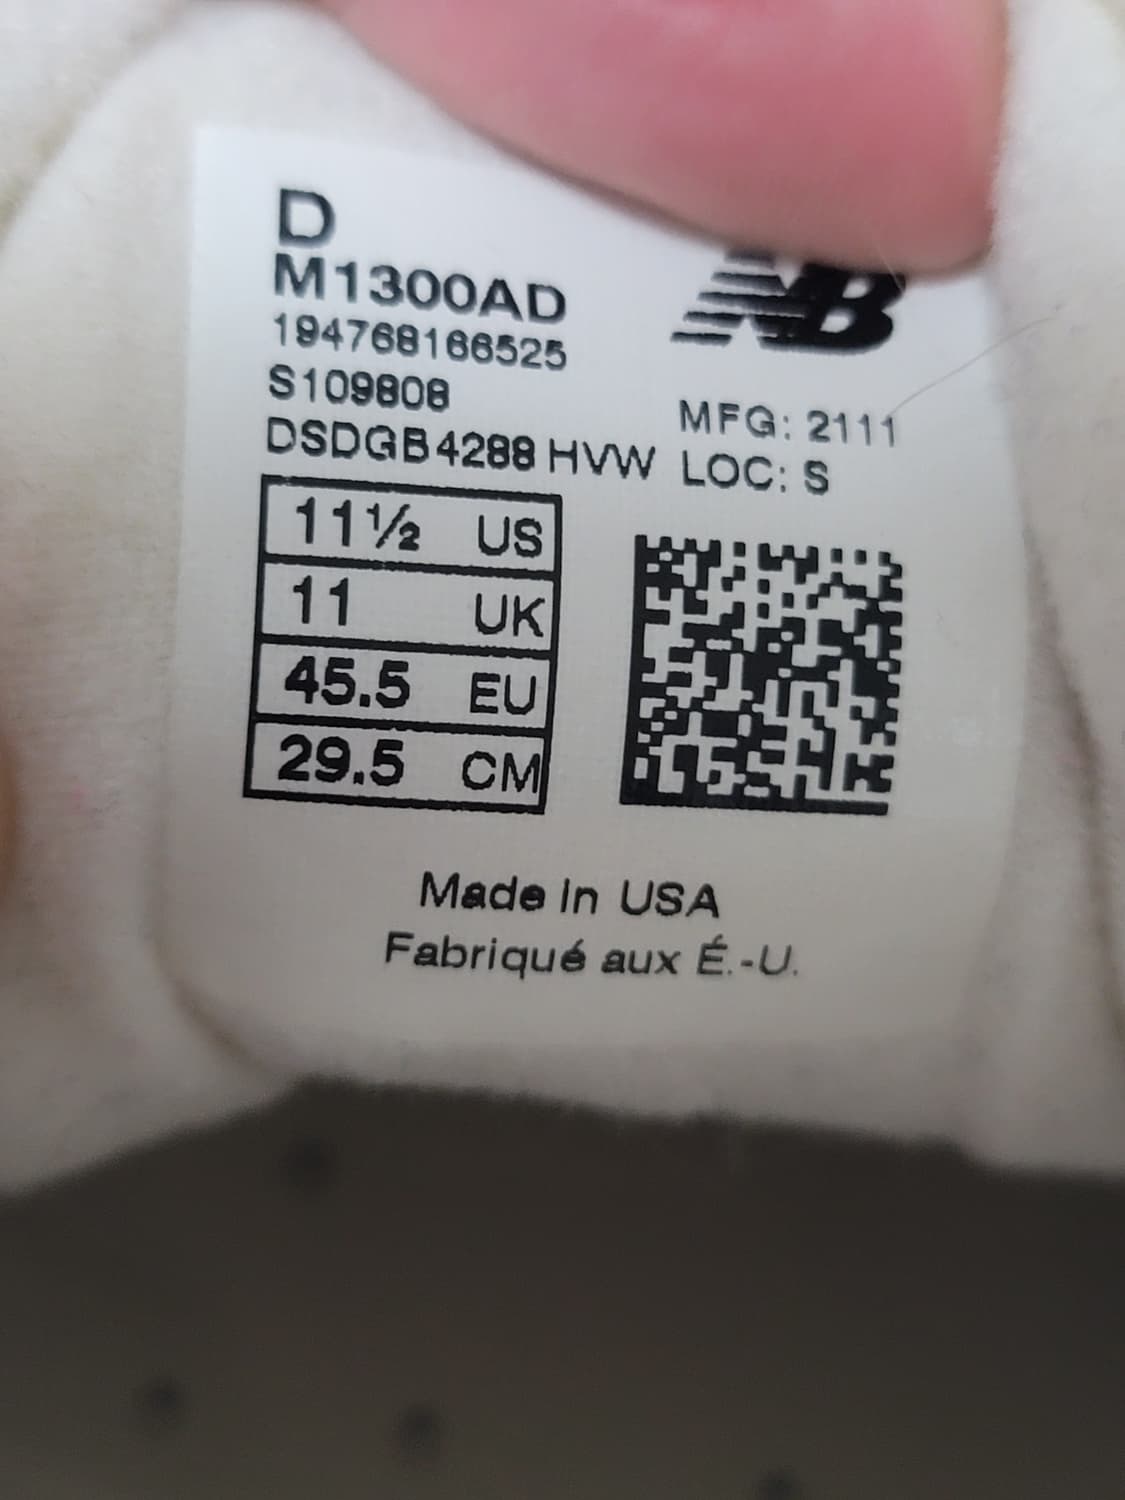 D
M1300AD
194768166525
S109808
DSDGB4288 HVW
NB
MFG: 2111
LOC: S
11½ US
11 UK
45.5 EU
29.5 CM
Made in USA
Fabriqué aux É.-U.